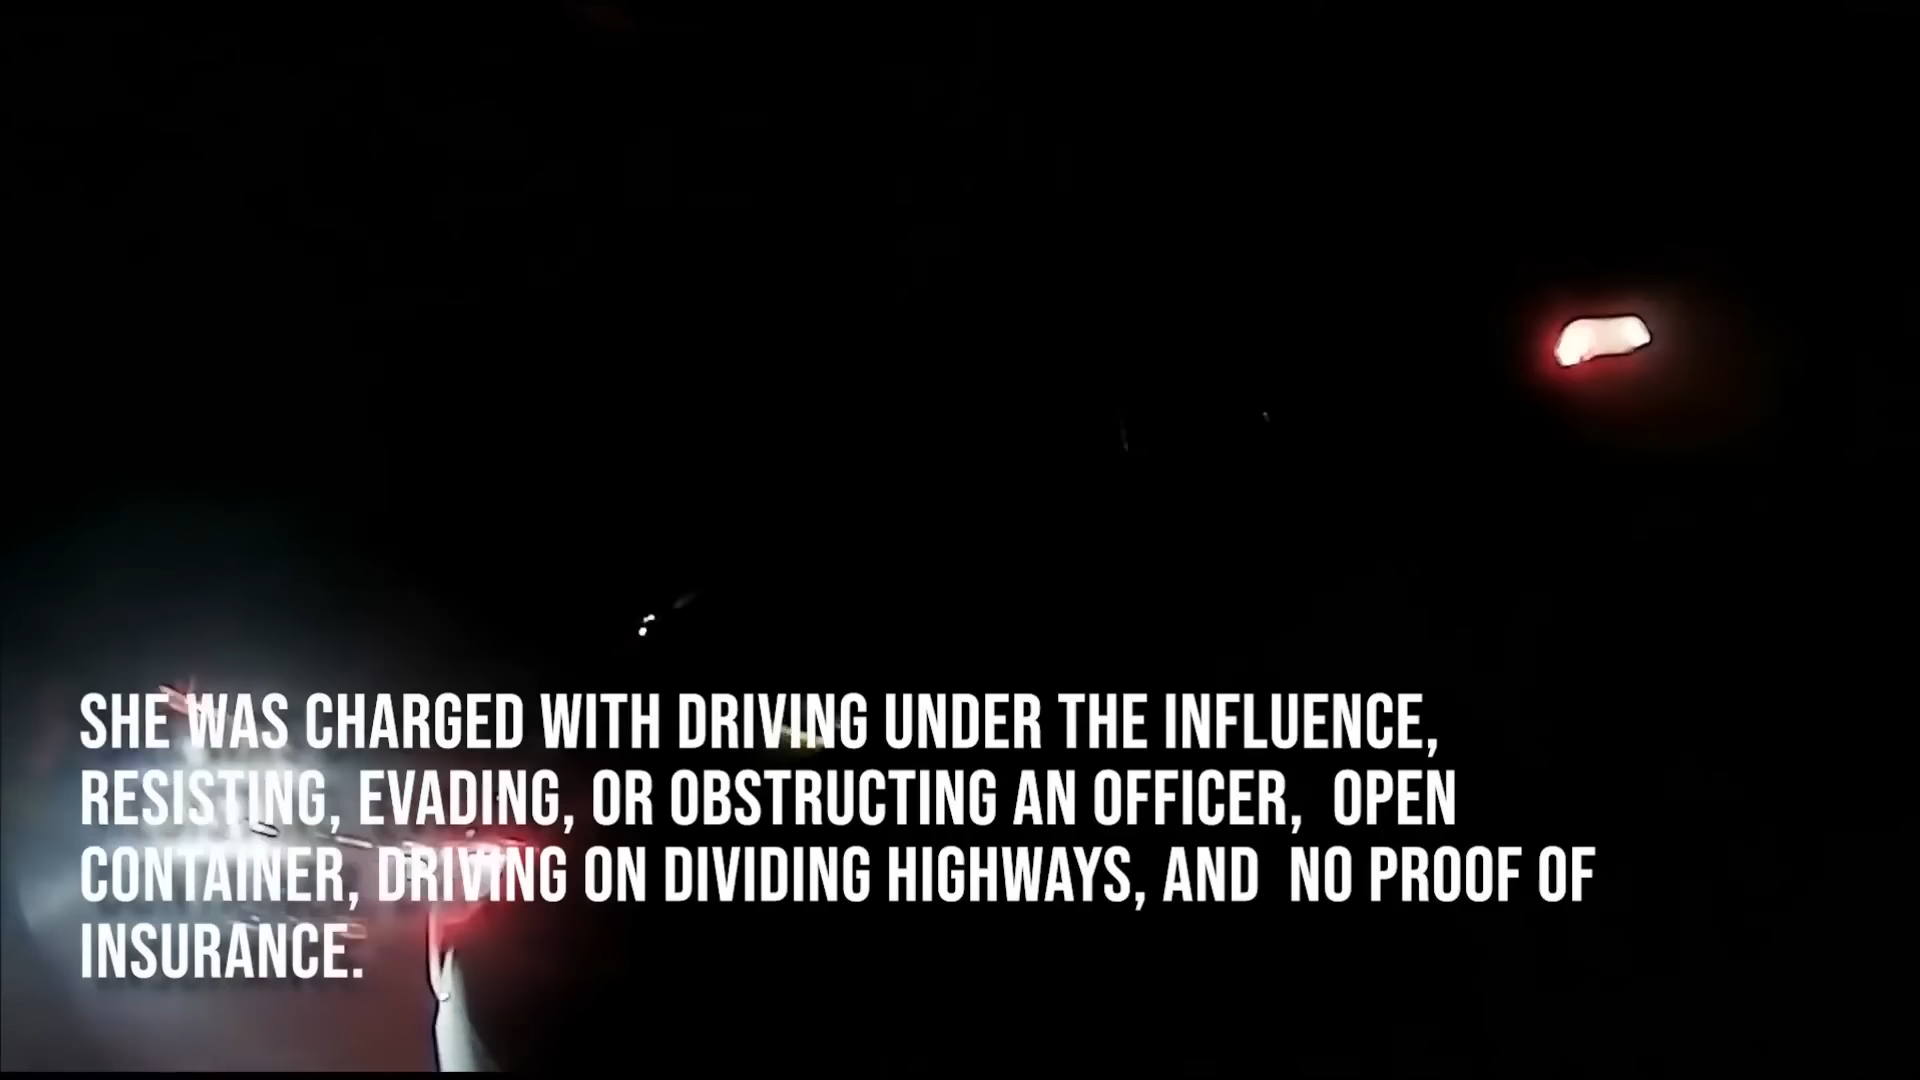 SHE WAS CHARGED WITH DRIVING UNDER THE INFLUENCE,
RESISTING, EVADING, OR OBSTRUCTING AN OFFICER,  OPEN
CONTAINER, DRIVING ON DIVIDING HIGHWAYS, AND  NO PROOF OF
INSURANCE.